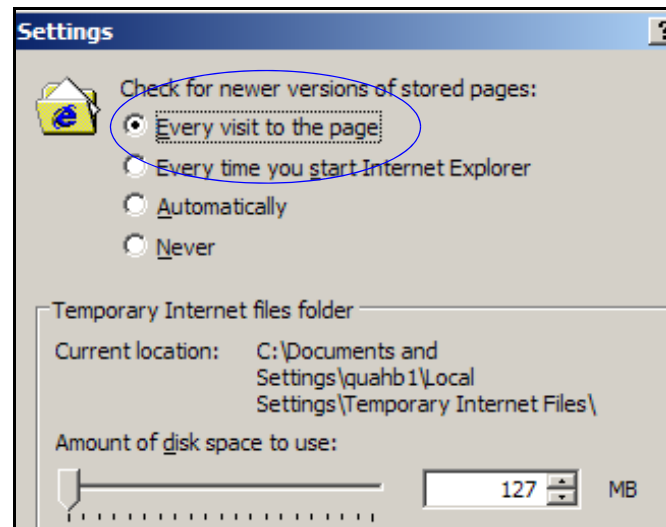 Settings
?
Check for newer versions of stored pages:
Every visit to the page
Every time you start Internet Explorer
Automatically
Never
Temporary Internet files folder
Current location: C:\Documents and
Settings\quahb1\Local
Settings\Temporary Internet Files\
Amount of disk space to use:
127 MB